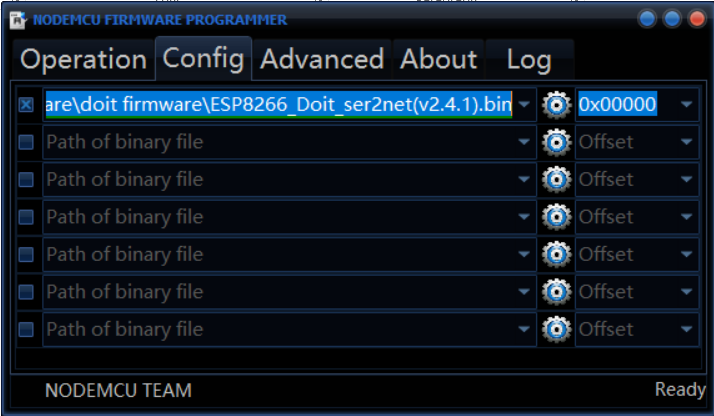 NODEMCU FIRMWARE PROGRAMMER
Operation Config Advanced About Log
are\doit firmware\ESP8266_Doit_ser2net(v2.4.1).bin 0x00000
Path of binary file Offset
Path of binary file Offset
Path of binary file Offset
Path of binary file Offset
Path of binary file Offset
Path of binary file Offset
NODEMCU TEAM Ready